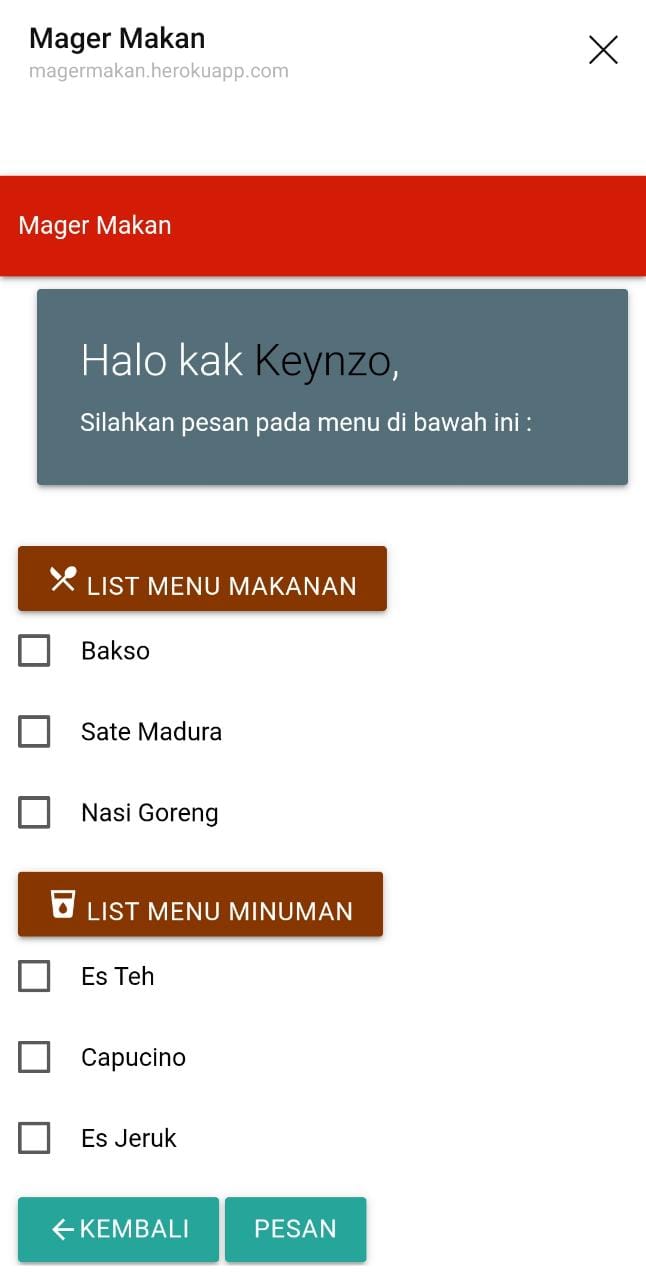 Mager Makan
magermakan.herokuapp.com
Mager Makan
Halo kak Keynzo,
Silahkan pesan pada menu di bawah ini :
LIST MENU MAKANAN
Bakso
Sate Madura
Nasi Goreng
LIST MENU MINUMAN
Es Teh
Capucino
Es Jeruk
KEMBALI PESAN